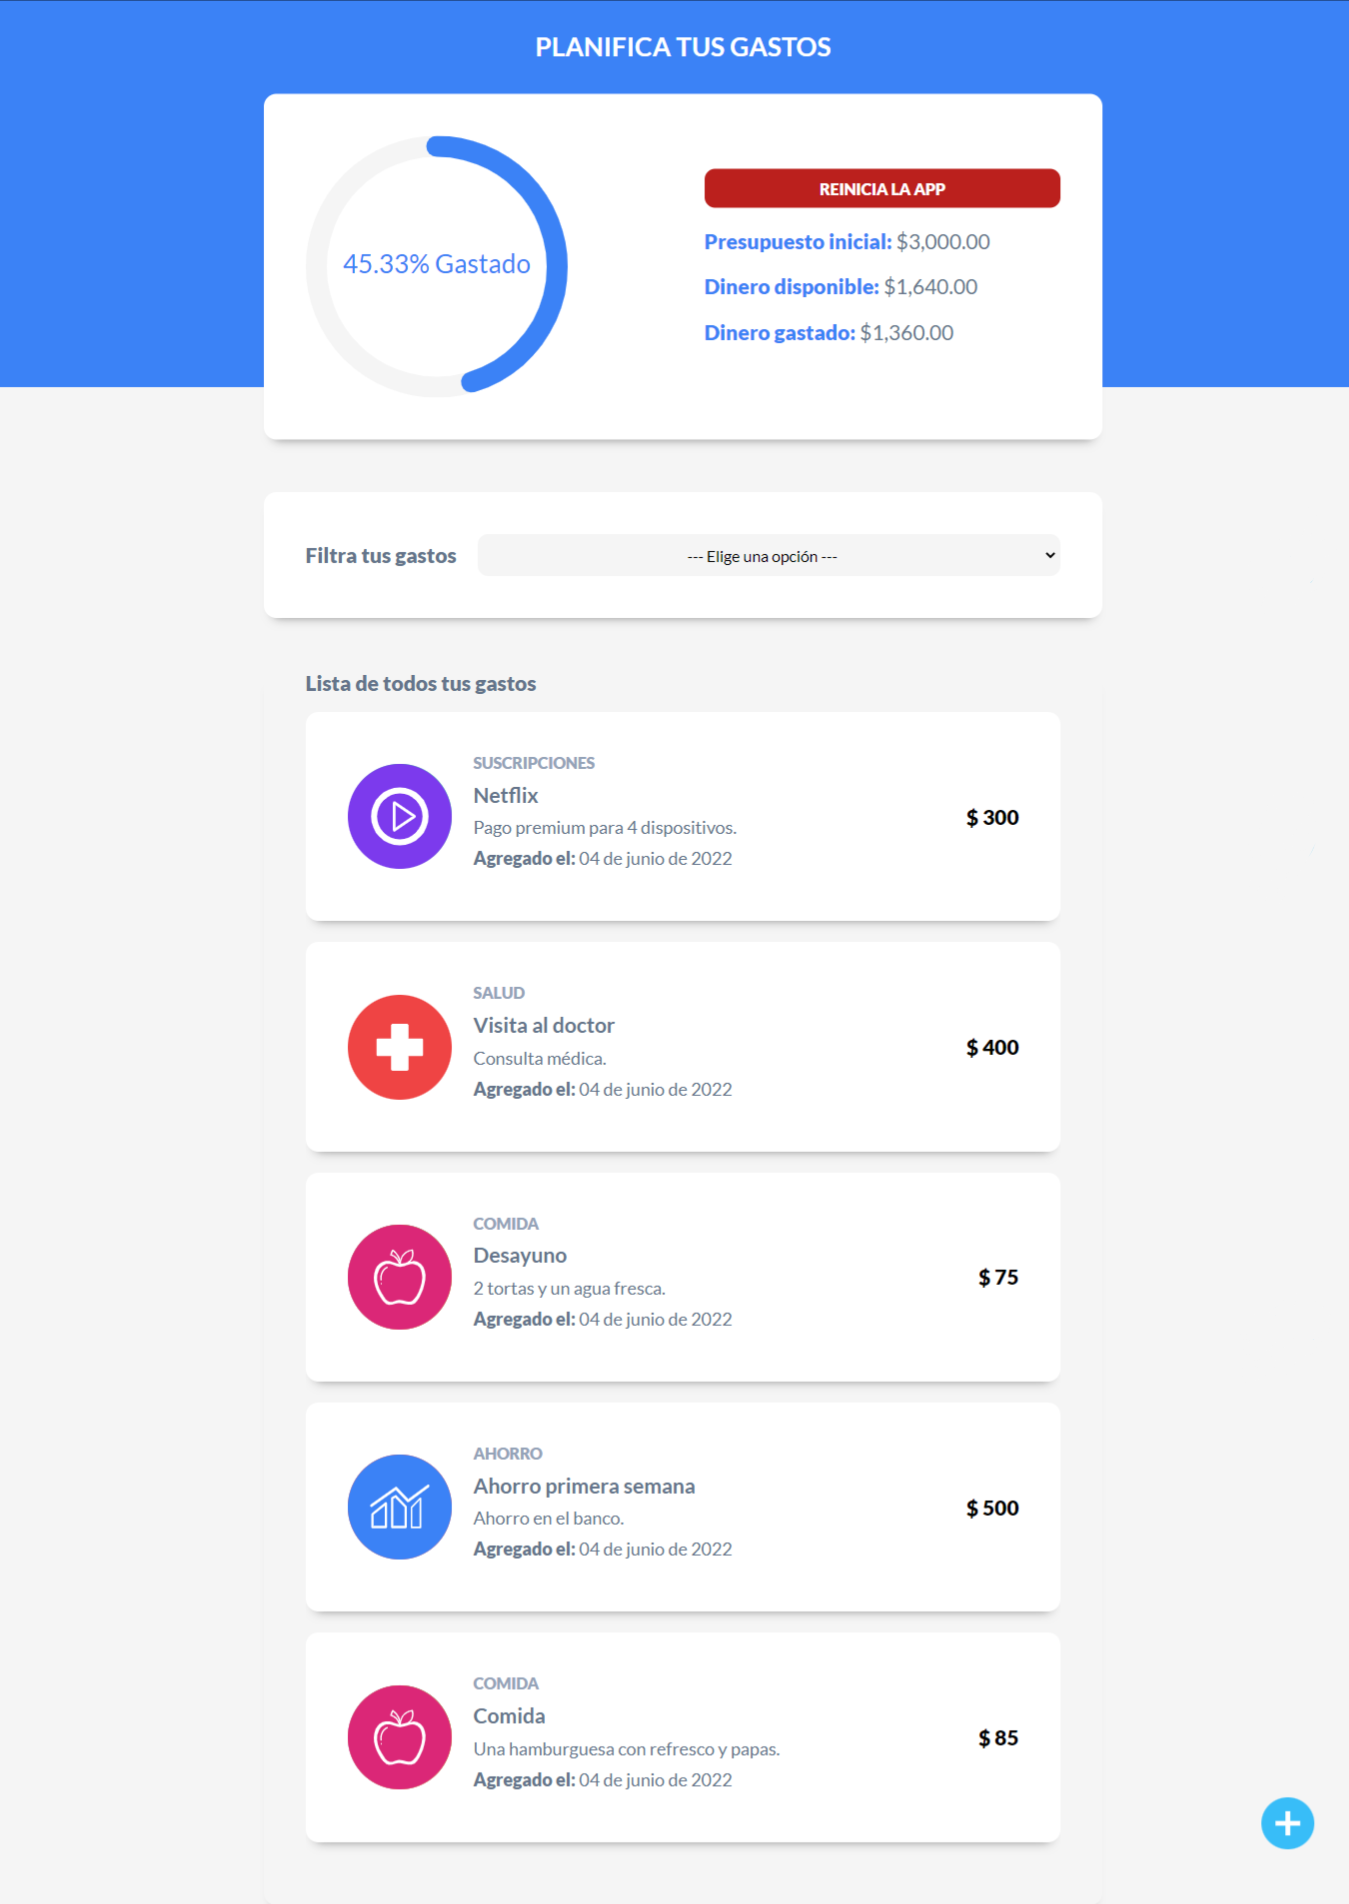 PLANIFICA TUS GASTOS
45.33% Gastado
REINICIA LA APP
Presupuesto inicial: $3,000.00
Dinero disponible: $1,640.00
Dinero gastado: $1,360.00
Filtra tus gastos
--- Elige una opción ---
Lista de todos tus gastos
SUSCRIPCIONES
Netflix
Pago premium para 4 dispositivos.
Agregado el: 04 de junio de 2022
$ 300
SALUD
Visita al doctor
Consulta médica.
Agregado el: 04 de junio de 2022
$ 400
COMIDA
Desayuno
2 tortas y un agua fresca.
Agregado el: 04 de junio de 2022
$ 75
AHORRO
Ahorro primera semana
Ahorro en el banco.
Agregado el: 04 de junio de 2022
$ 500
COMIDA
Comida
Una hamburguesa con refresco y papas.
Agregado el: 04 de junio de 2022
$ 85